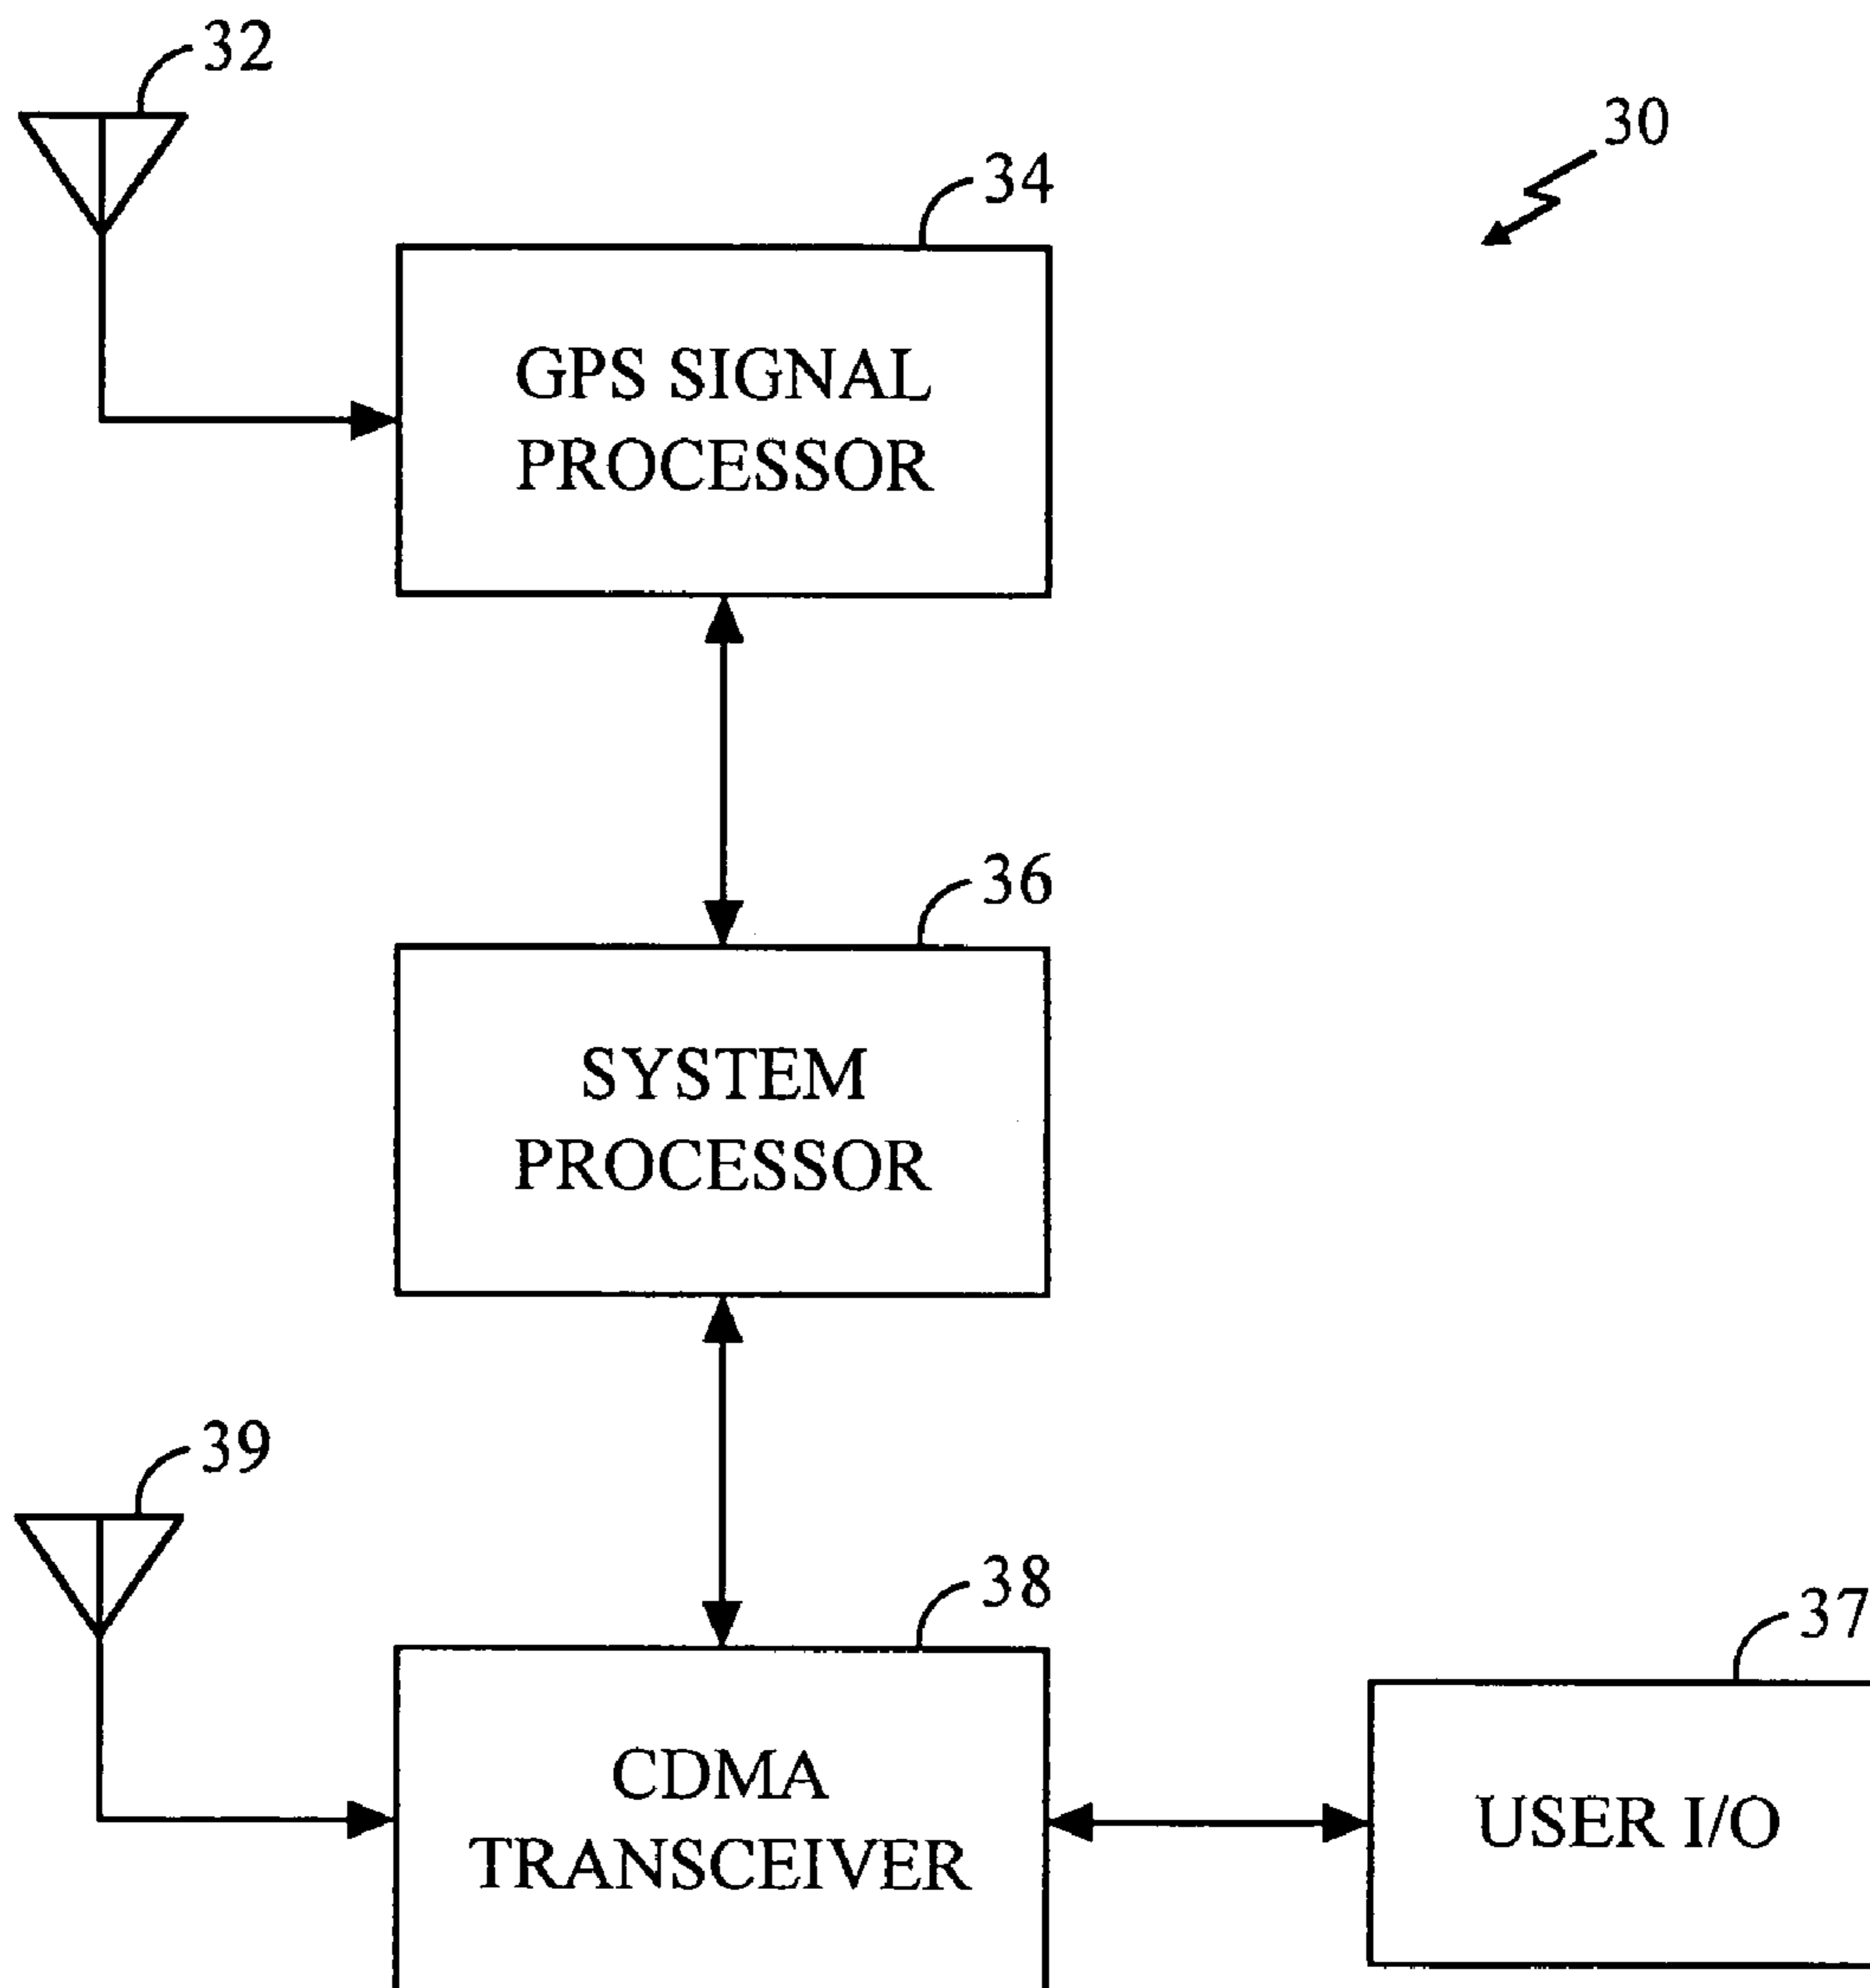 32
30
34
GPS SIGNAL
PROCESSOR
36
SYSTEM
PROCESSOR
39
38
37
CDMA
TRANSCEIVER
USER I/O